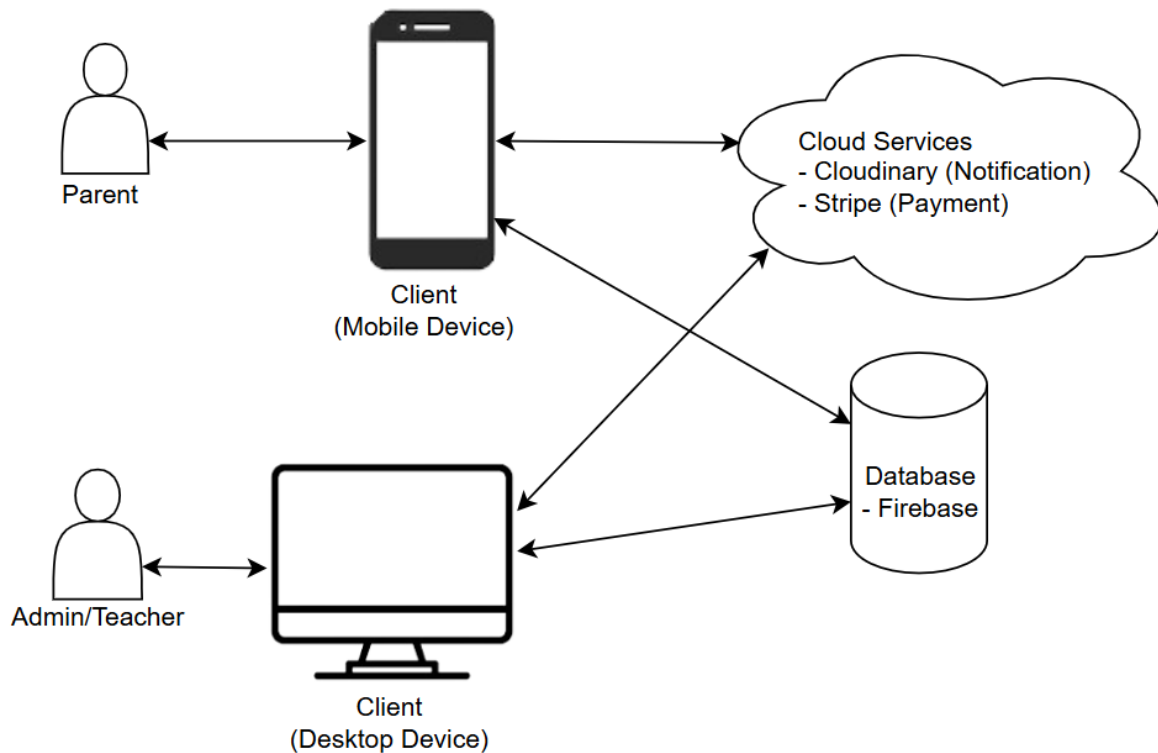 Parent
Client
(Mobile Device)
Cloud Services
- Cloudinary (Notification)
- Stripe (Payment)
Database
- Firebase
Admin/Teacher
Client
(Desktop Device)